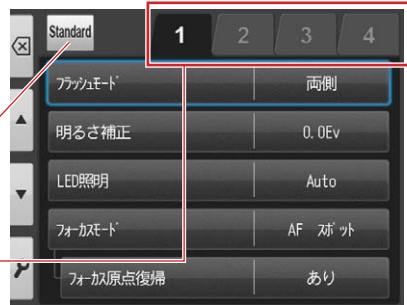 Standard
1 2 3 4
フラッシュモード 両側
明るさ補正 0.0Ev
LED照明 Auto
フォーカスモード AF スポット
フォーカス原点復帰 あり